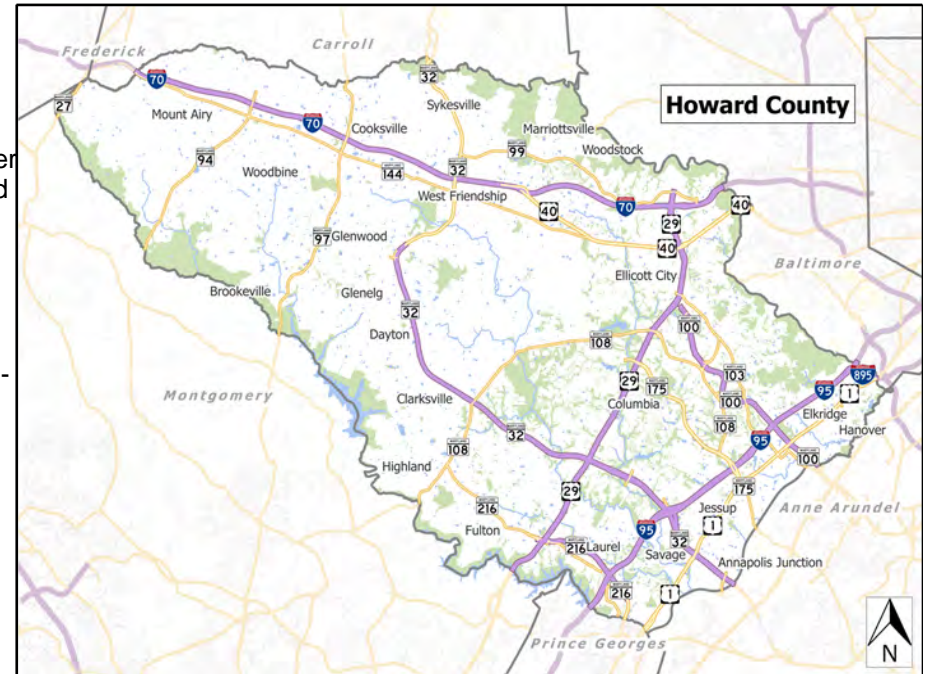 Frederick
Carroll
32
70
27
Mount Airy
Sykesville
Howard County
70
Cooksville
Marriottsville
er
94
99
Woodstock
d
Woodbine
144
32
West Friendship
70
40
40
29
97
Glenwood
40
Baltimore
Ellicott City
Brookeville
Glenelg
32
100
Dayton
108
103
895
-
29
175
95
1
Montgomery
Clarksville
Columbia
100
Elkridge
108
32
108
95
Hanover
100
Highland
29
175
216
Jessup
Anne Arundel
Fulton
95
1
216
Laurel
Savage
32
Annapolis Junction
216
1
Prince Georges
N